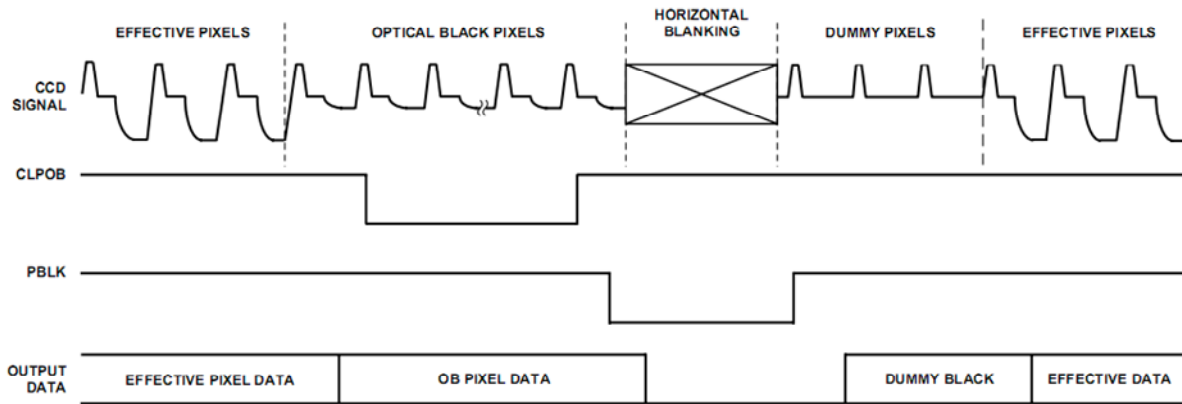 EFFECTIVE PIXELS
OPTICAL BLACK PIXELS
HORIZONTAL
BLANKING
DUMMY PIXELS
EFFECTIVE PIXELS
CCD
SIGNAL
CLPOB
PBLK
OUTPUT
DATA
EFFECTIVE PIXEL DATA
OB PIXEL DATA
DUMMY BLACK
EFFECTIVE DATA